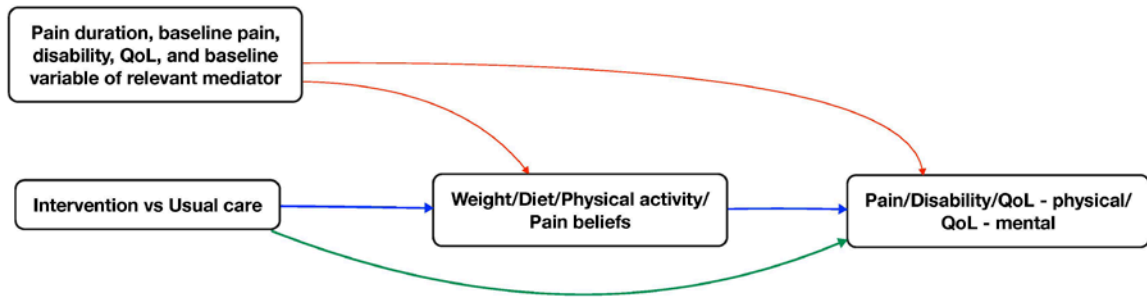 Pain duration, baseline pain,
disability, QoL, and baseline
variable of relevant mediator
Intervention vs Usual care
Weight/Diet/Physical activity/
Pain beliefs
Pain/Disability/QoL - physical/
QoL - mental